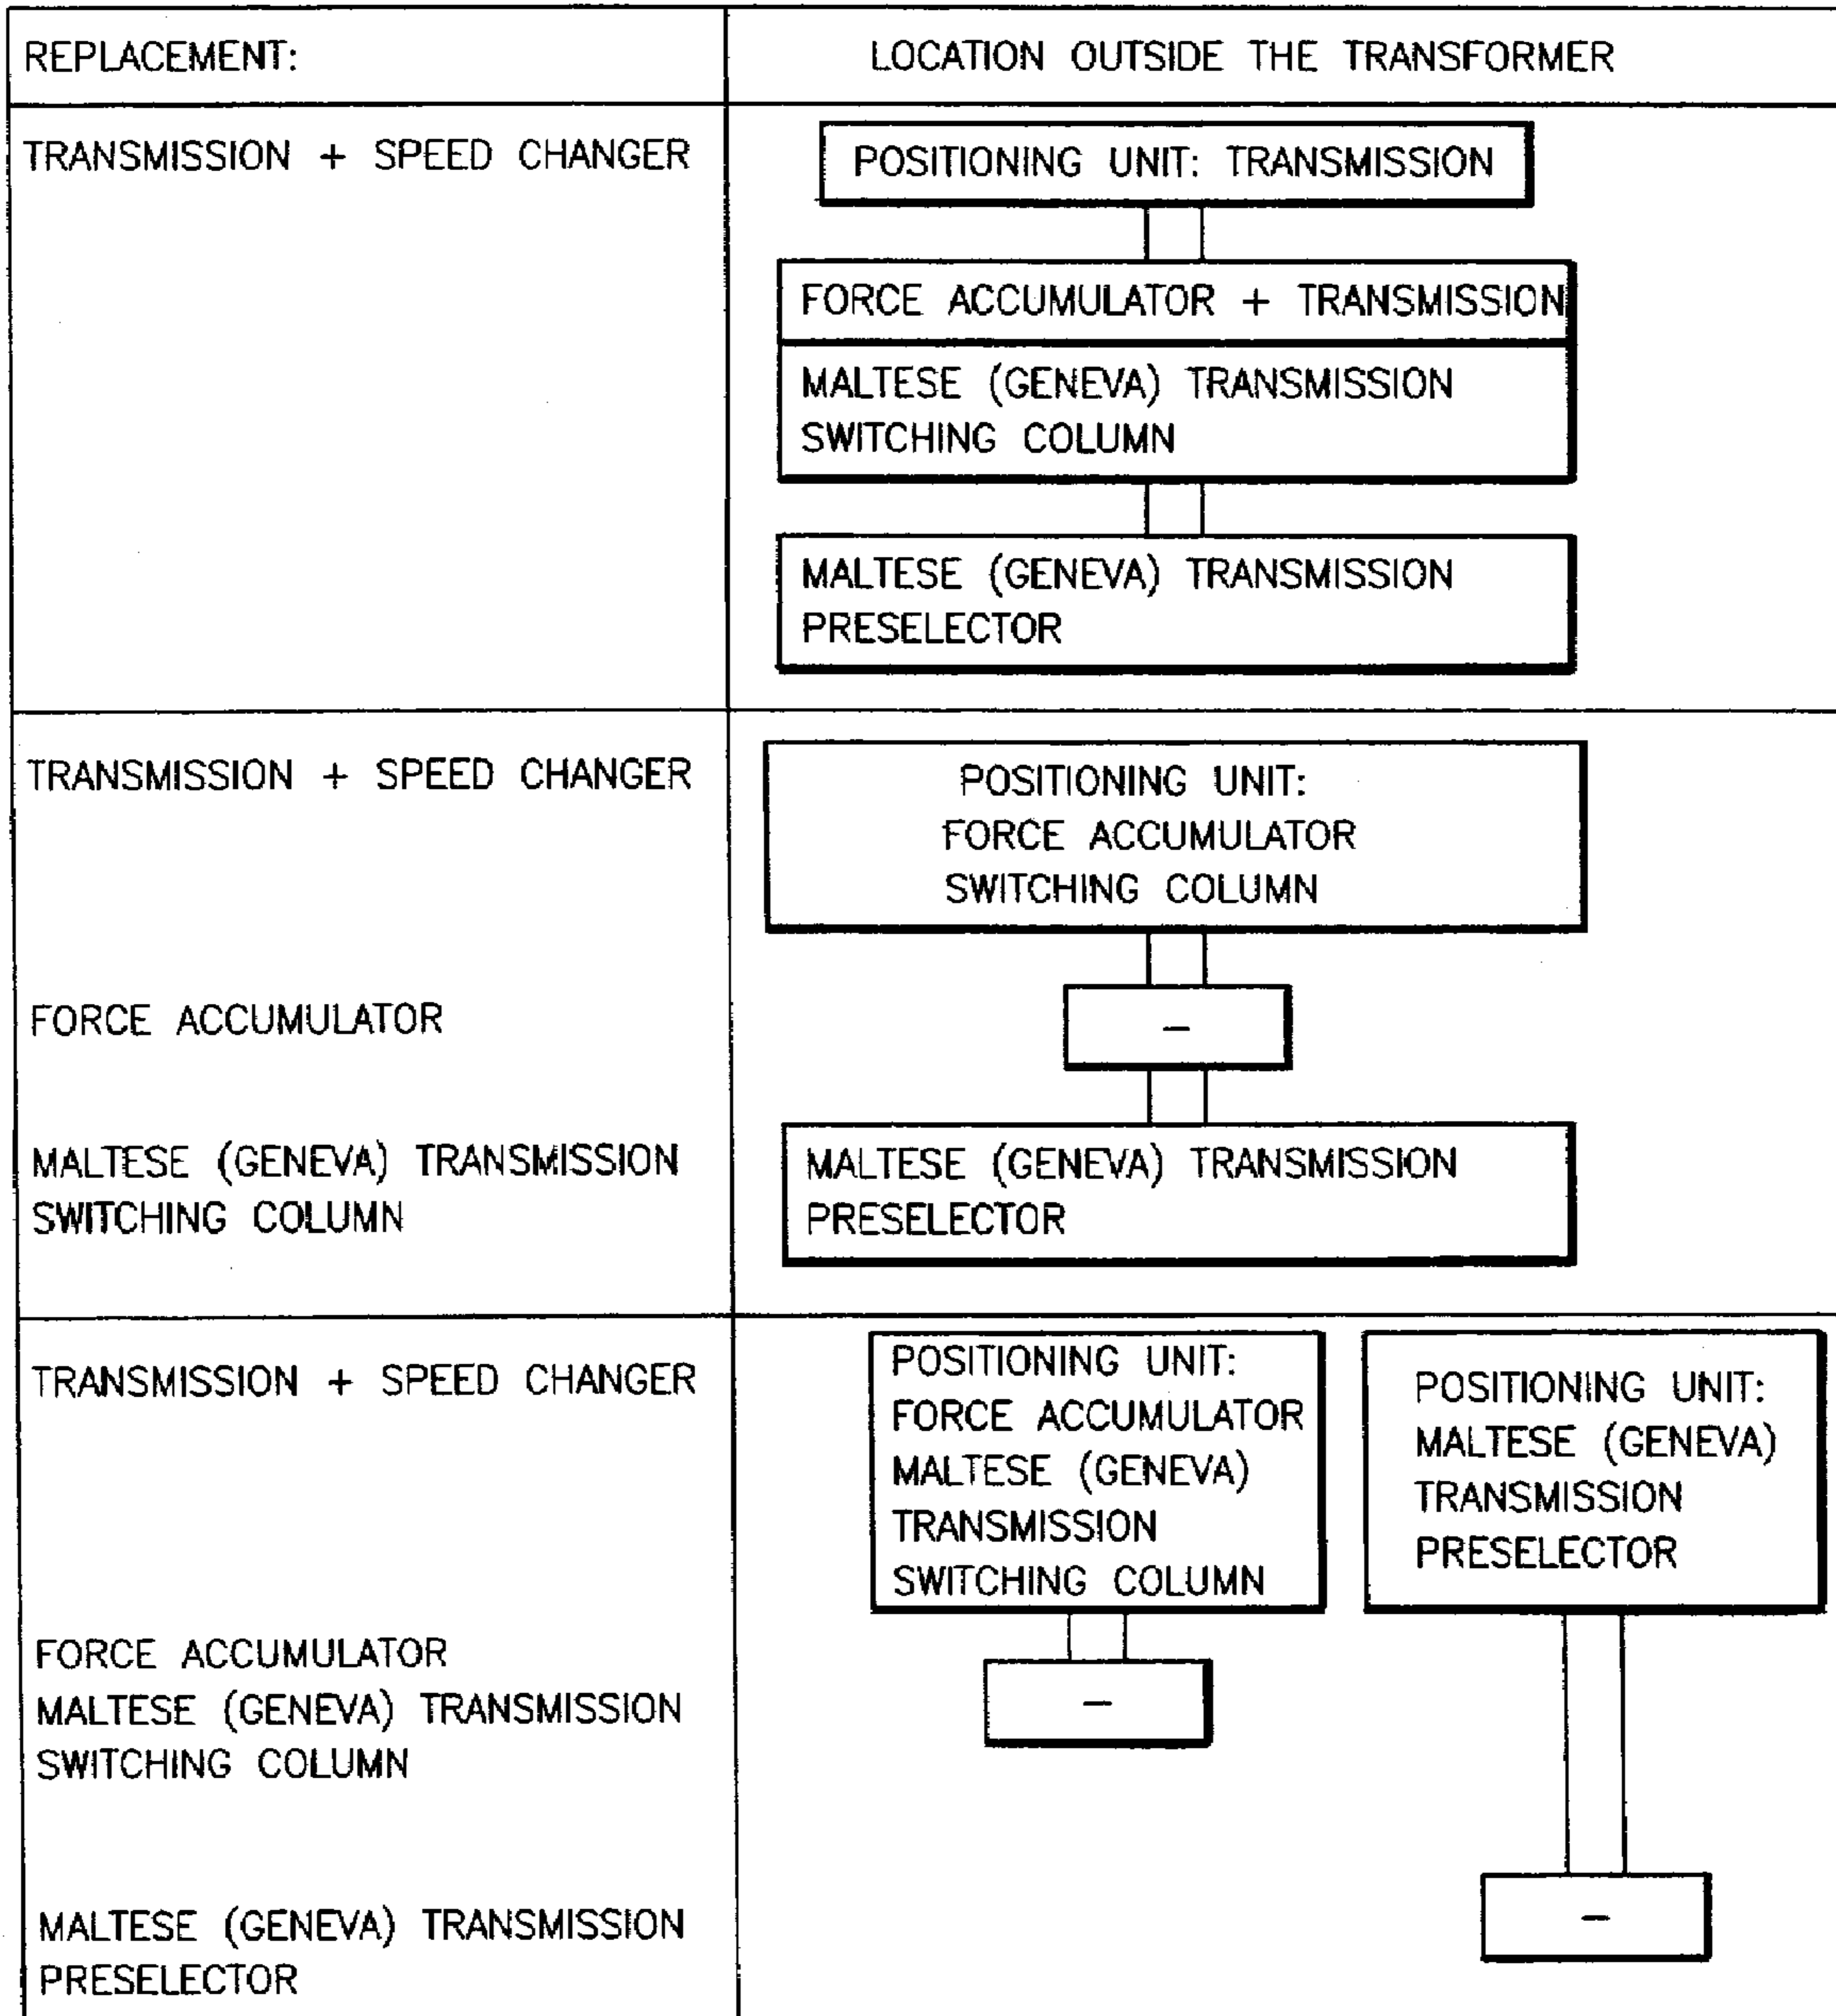 REPLACEMENT:
LOCATION OUTSIDE THE TRANSFORMER
TRANSMISSION + SPEED CHANGER
POSITIONING UNIT: TRANSMISSION
FORCE ACCUMULATOR + TRANSMISSION
MALTESE (GENEVA) TRANSMISSION
SWITCHING COLUMN
MALTESE (GENEVA) TRANSMISSION
PRESELECTOR
TRANSMISSION + SPEED CHANGER
FORCE ACCUMULATOR
MALTESE (GENEVA) TRANSMISSION
SWITCHING COLUMN
POSITIONING UNIT:
FORCE ACCUMULATOR
SWITCHING COLUMN
–
MALTESE (GENEVA) TRANSMISSION
PRESELECTOR
TRANSMISSION + SPEED CHANGER
FORCE ACCUMULATOR
MALTESE (GENEVA) TRANSMISSION
SWITCHING COLUMN
MALTESE (GENEVA) TRANSMISSION
PRESELECTOR
POSITIONING UNIT:
FORCE ACCUMULATOR
MALTESE (GENEVA)
TRANSMISSION
SWITCHING COLUMN
–
POSITIONING UNIT:
MALTESE (GENEVA)
TRANSMISSION
PRESELECTOR
–